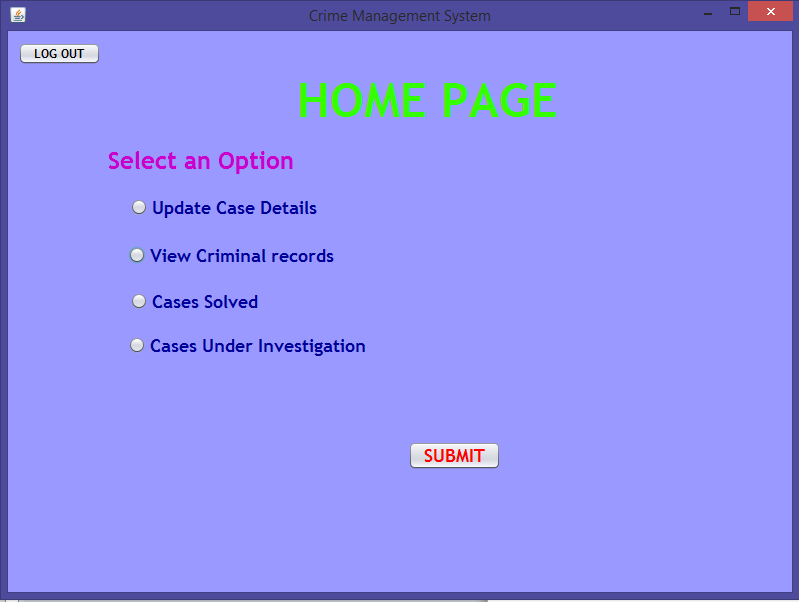 Crime Management System
LOG OUT
HOME PAGE
Select an Option
Update Case Details
View Criminal records
Cases Solved
Cases Under Investigation
SUBMIT